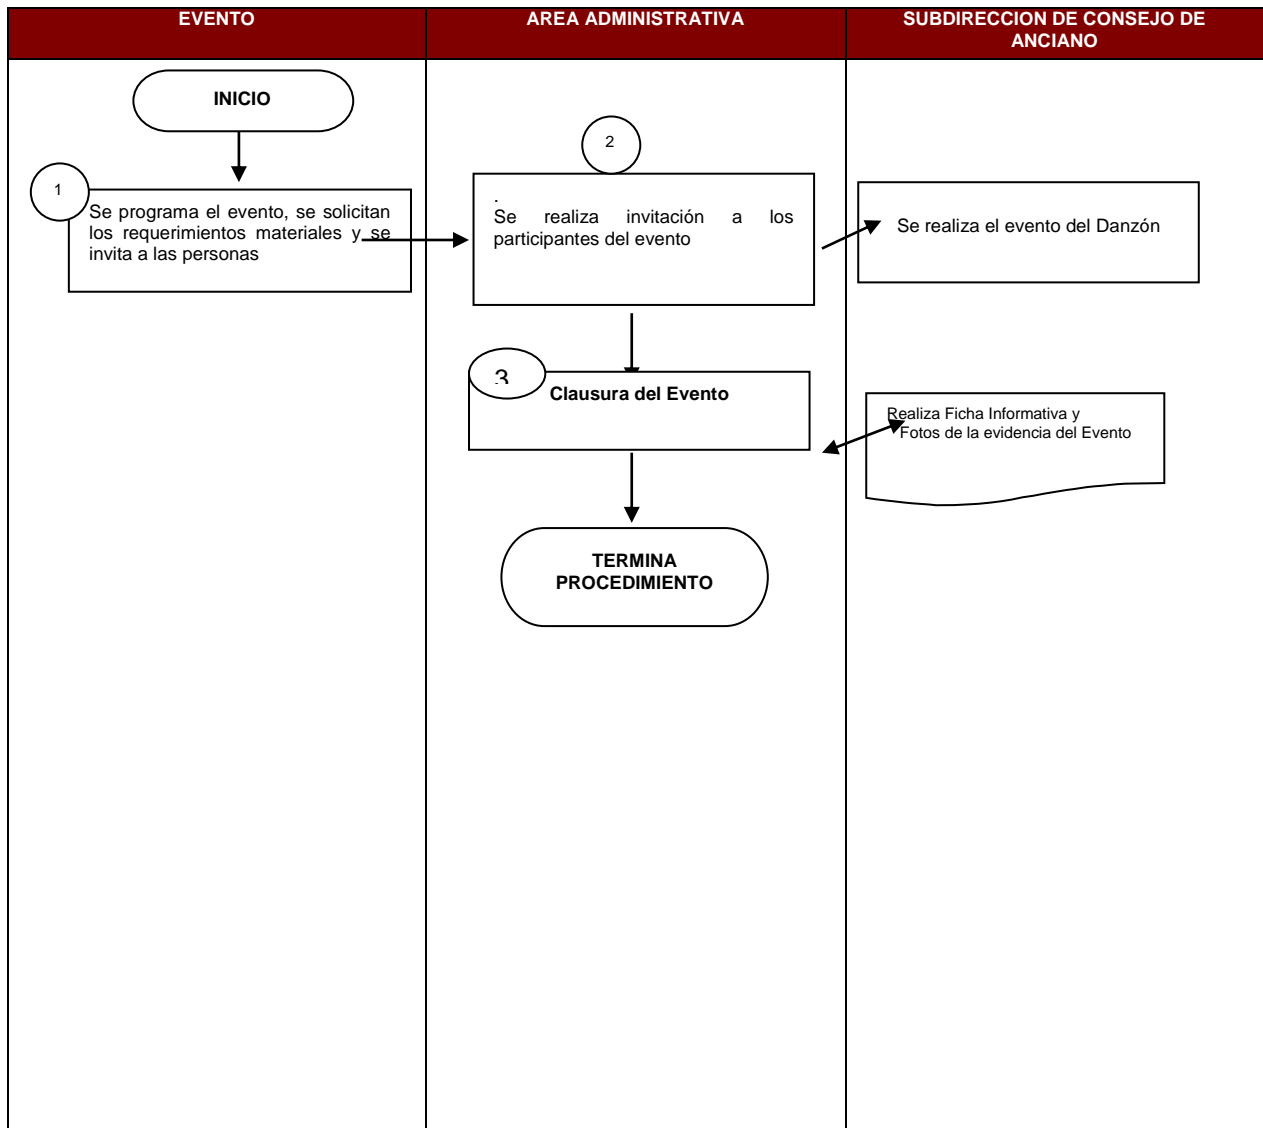 EVENTO
AREA ADMINISTRATIVA
SUBDIRECCION DE CONSEJO DE
ANCIANO
INICIO
1
Se programa el evento, se solicitan
los requerimientos materiales y se
invita a las personas
2
.
Se realiza invitación a los
participantes del evento
Se realiza el evento del Danzón
3
Clausura del Evento
Realiza Ficha Informativa y
Fotos de la evidencia del Evento
TERMINA
PROCEDIMIENTO